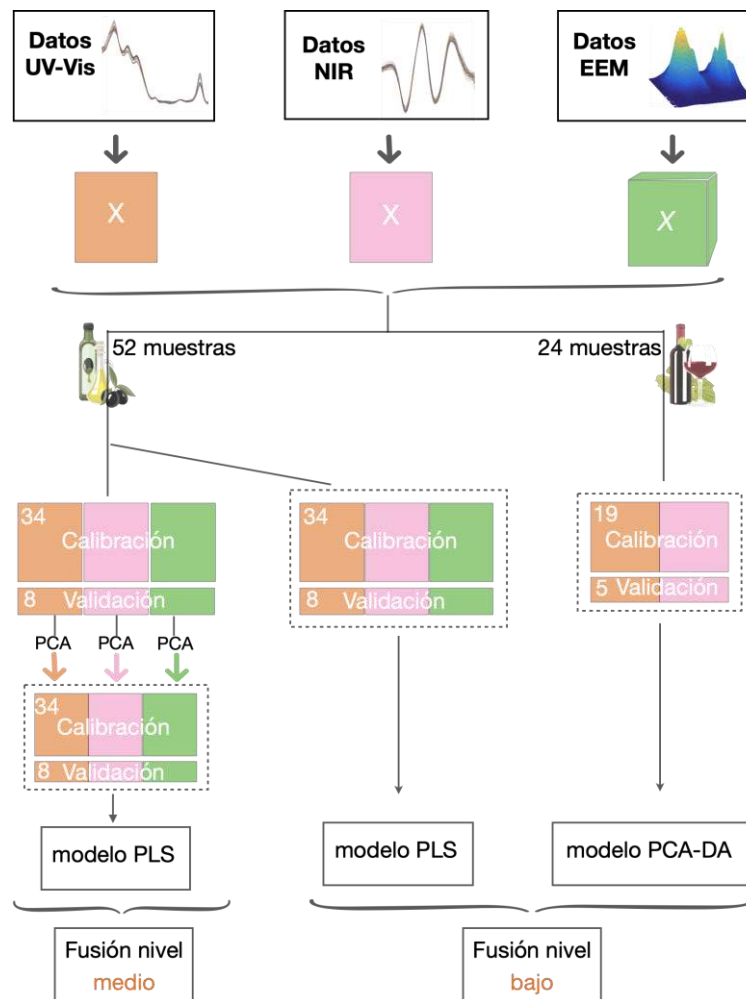 Datos
UV-Vis
Datos
NIR
Datos
EEM
X
X
X
52 muestras
24 muestras
34
Calibración
8 Validación
PCA
PCA
PCA
34
Calibración
8 Validación
modelo PLS
34
Calibración
8 Validación
modelo PLS
19
Calibración
5 Validación
modelo PCA-DA
Fusión nivel
medio
Fusión nivel
bajo